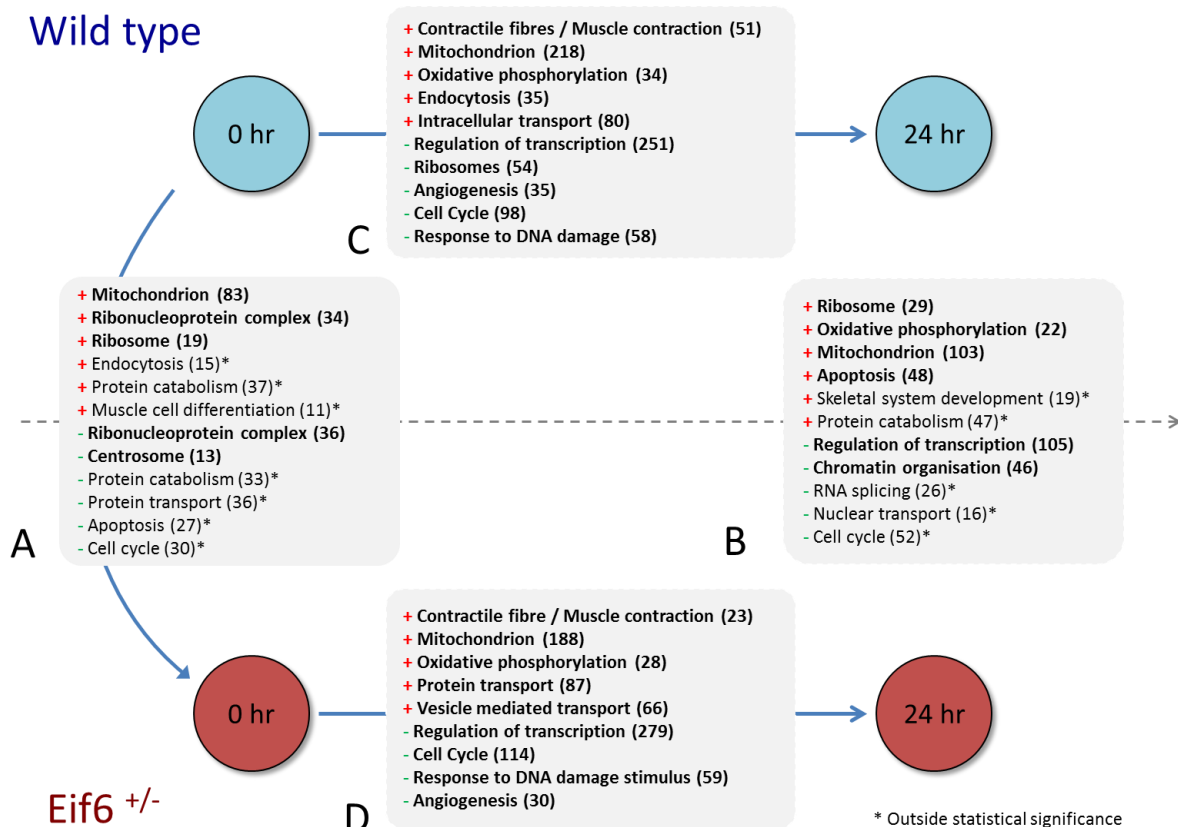 Wild type
0 hr
+ Contractile fibres / Muscle contraction (51)
+ Mitochondrion (218)
+ Oxidative phosphorylation (34)
+ Endocytosis (35)
+ Intracellular transport (80)
- Regulation of transcription (251)
- Ribosomes (54)
- Angiogenesis (35)
- Cell Cycle (98)
- Response to DNA damage (58)
C
24 hr
+ Mitochondrion (83)
+ Ribonucleoprotein complex (34)
+ Ribosome (19)
+ Endocytosis (15)*
+ Protein catabolism (37)*
+ Muscle cell differentiation (11)*
- Ribonucleoprotein complex (36)
- Centrosome (13)
- Protein catabolism (33)*
- Protein transport (36)*
- Apoptosis (27)*
- Cell cycle (30)*
A
+ Ribosome (29)
+ Oxidative phosphorylation (22)
+ Mitochondrion (103)
+ Apoptosis (48)
+ Skeletal system development (19)*
+ Protein catabolism (47)*
- Regulation of transcription (105)
- Chromatin organisation (46)
- RNA splicing (26)*
- Nuclear transport (16)*
- Cell cycle (52)*
B
0 hr
+ Contractile fibre / Muscle contraction (23)
+ Mitochondrion (188)
+ Oxidative phosphorylation (28)
+ Protein transport (87)
+ Vesicle mediated transport (66)
- Regulation of transcription (279)
- Cell Cycle (114)
- Response to DNA damage stimulus (59)
- Angiogenesis (30)
D
24 hr
Eif6 +/-
* Outside statistical significance